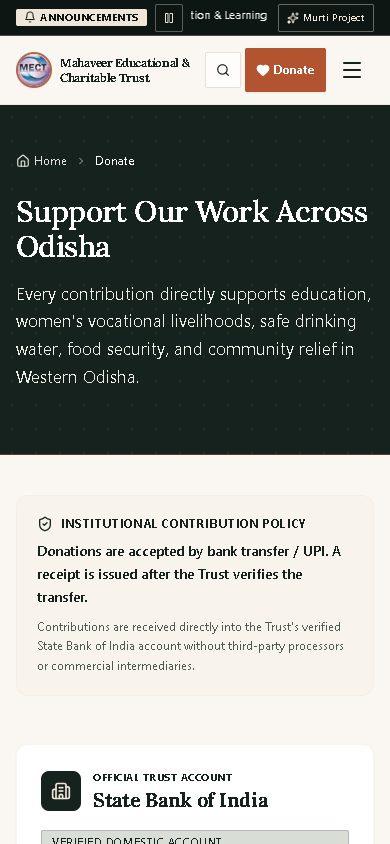 ANNOUNCEMENTS
tion & Learning
Murti Project
MECT
Mahaveer Educational &
Charitable Trust
Donate
Home
Donate
Support Our Work Across
Odisha
Every contribution directly supports education,
women's vocational livelihoods, safe drinking
water, food security, and community relief in
Western Odisha.
INSTITUTIONAL CONTRIBUTION POLICY
Donations are accepted by bank transfer / UPI. A
receipt is issued after the Trust verifies the
transfer.
Contributions are received directly into the Trust's verified
State Bank of India account without third-party processors
or commercial intermediaries.
OFFICIAL TRUST ACCOUNT
State Bank of India
VERIFIED DOMESTIC ACCOUNT